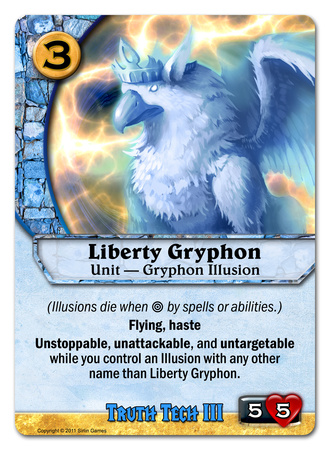 3
Liberty Gryphon
Unit — Gryphon Illusion
(Illusions die when ◎ by spells or abilities.)
Flying, haste
Unstoppable, unattackable, and untargetable
while you control an Illusion with any other
name than Liberty Gryphon.
Truth Tech III
5 5
Copyright © 2011 Sirlin Games